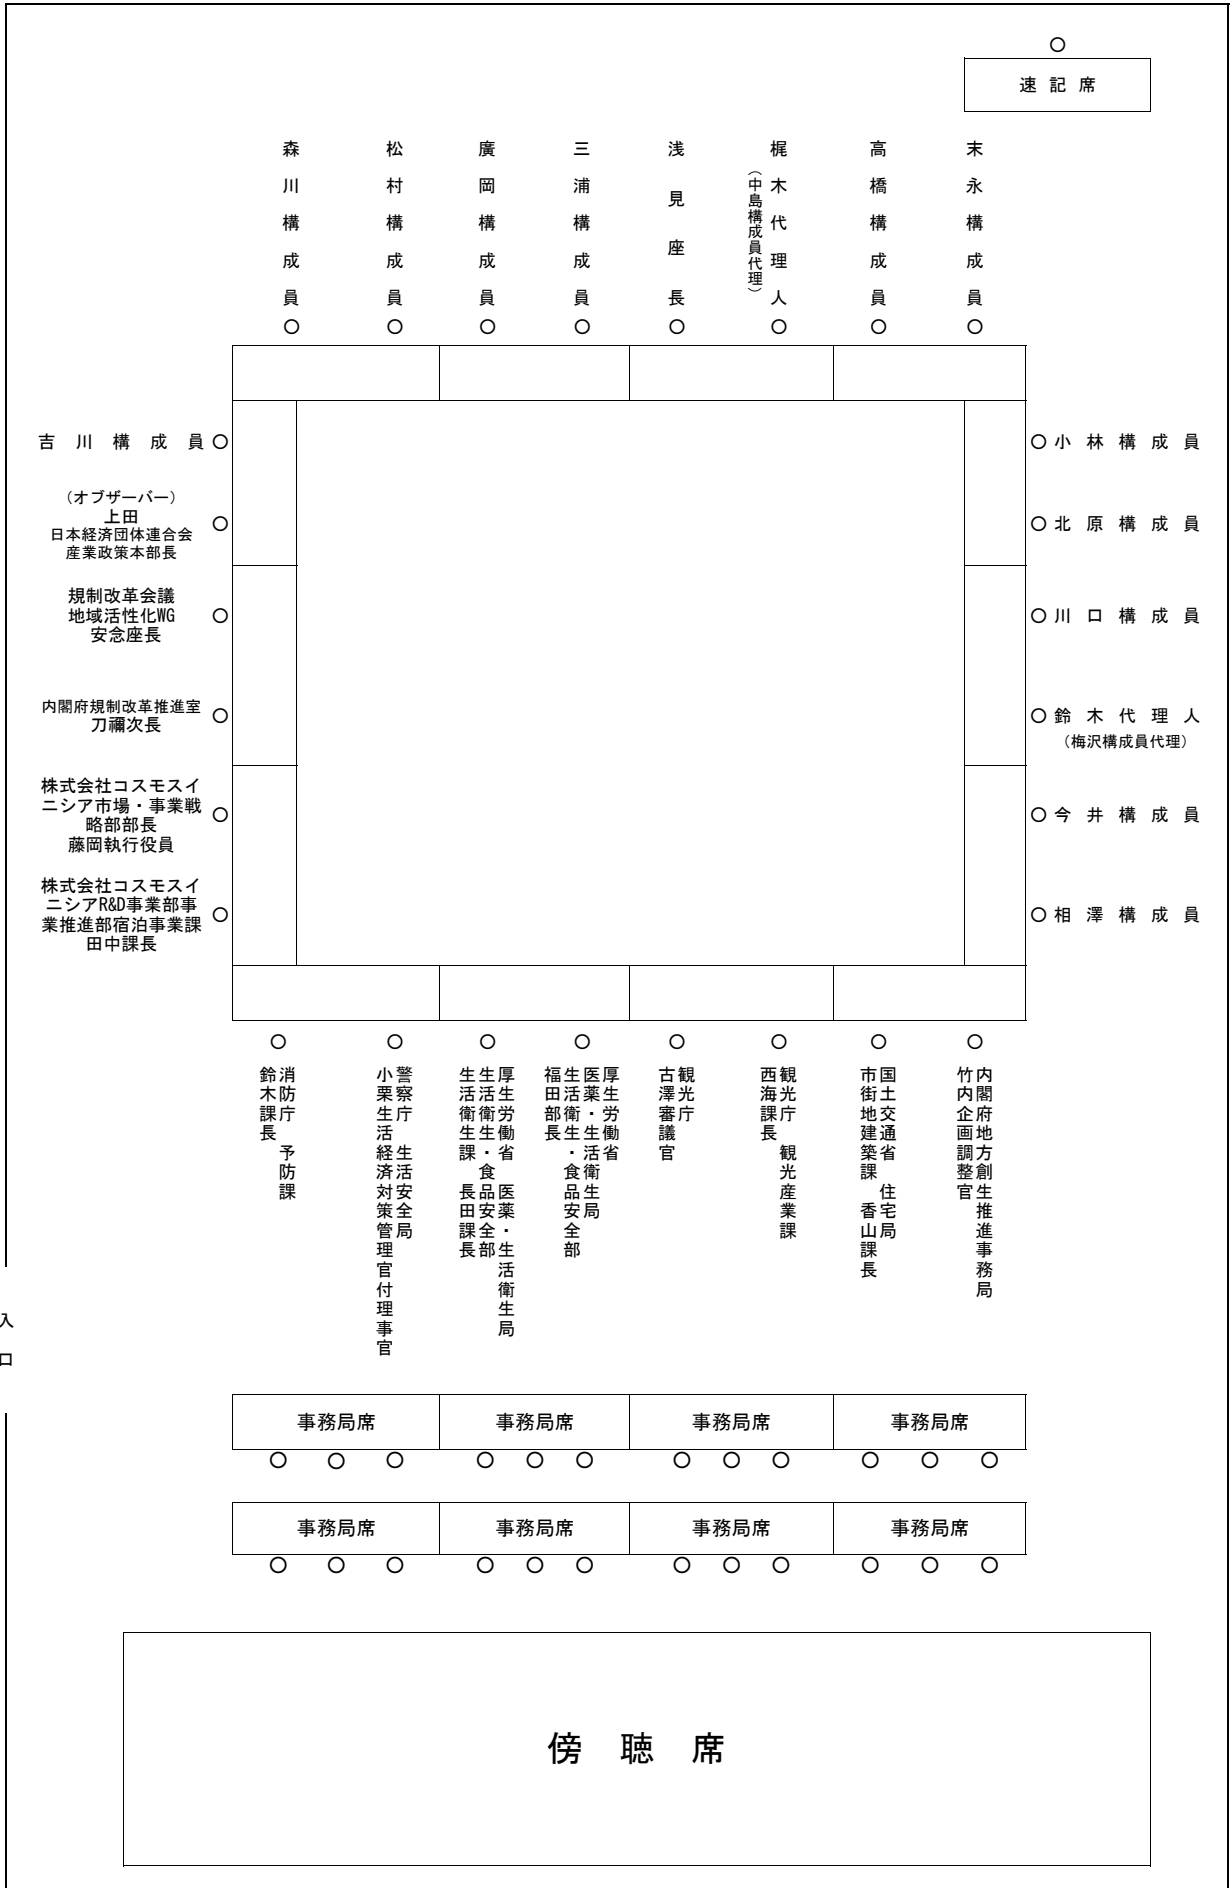 速記席
森川構成員
松村構成員
廣岡構成員
三浦構成員
浅見座長
梶木代理人
（中島構成員代理）
高橋構成員
末永構成員
吉川構成員
（オブザーバー）
上田
日本経済団体連合会
産業政策本部長
規制改革会議
地域活性化WG
安念座長
内閣府規制改革推進室
刀禰次長
株式会社コスモスイ
ニシア市場・事業戦
略部部長
藤岡執行役員
株式会社コスモスイ
ニシアR&D事業部事
業推進部宿泊事業課
田中課長
小林構成員
北原構成員
川口構成員
鈴木代理人
（梅沢構成員代理）
今井構成員
相澤構成員
消防庁　予防課
鈴木課長
警察庁　生活安全局
小栗生活経済対策管理官付理事官
厚生労働省　医薬・生活衛生局
生活衛生・食品安全部
生活衛生課　長田課長
厚生労働省
医薬・生活衛生局
生活衛生・食品安全部
福田部長
観光庁
古澤審議官
観光庁　観光産業課
西海課長
国土交通省　住宅局
市街地建築課　香山課長
内閣府地方創生推進事務局
竹内企画調整官
入口
事務局席
事務局席
事務局席
事務局席
事務局席
事務局席
事務局席
事務局席
傍聴席